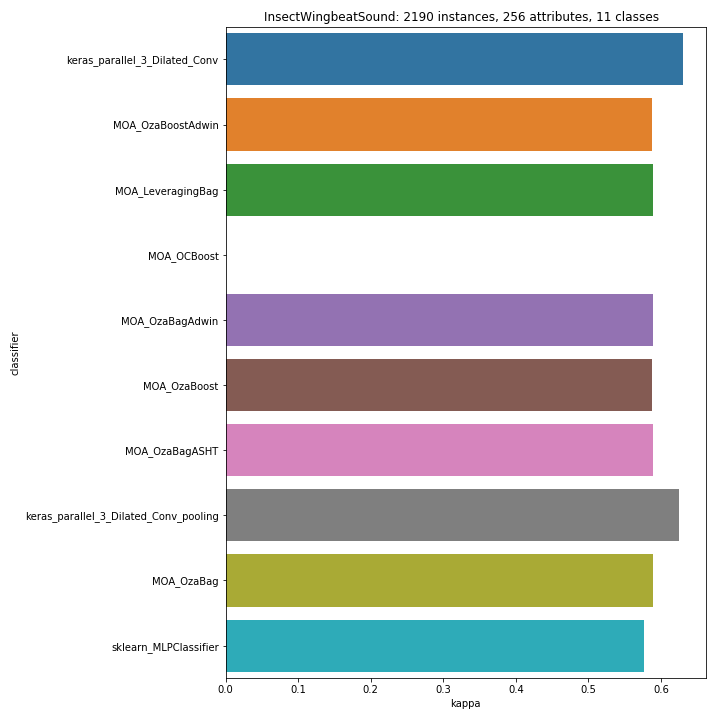 InsectWingbeatSound: 2190 instances, 256 attributes, 11 classes
keras_parallel_3_Dilated_Conv
MOA_OzaBoostAdwin
MOA_LeveragingBag
MOA_OCBoost
MOA_OzaBagAdwin
classifier
MOA_OzaBoost
MOA_OzaBagASHT
keras_parallel_3_Dilated_Conv_pooling
MOA_OzaBag
sklearn_MLPClassifier
0.0 0.1 0.2 0.3 0.4 0.5 0.6
kappa